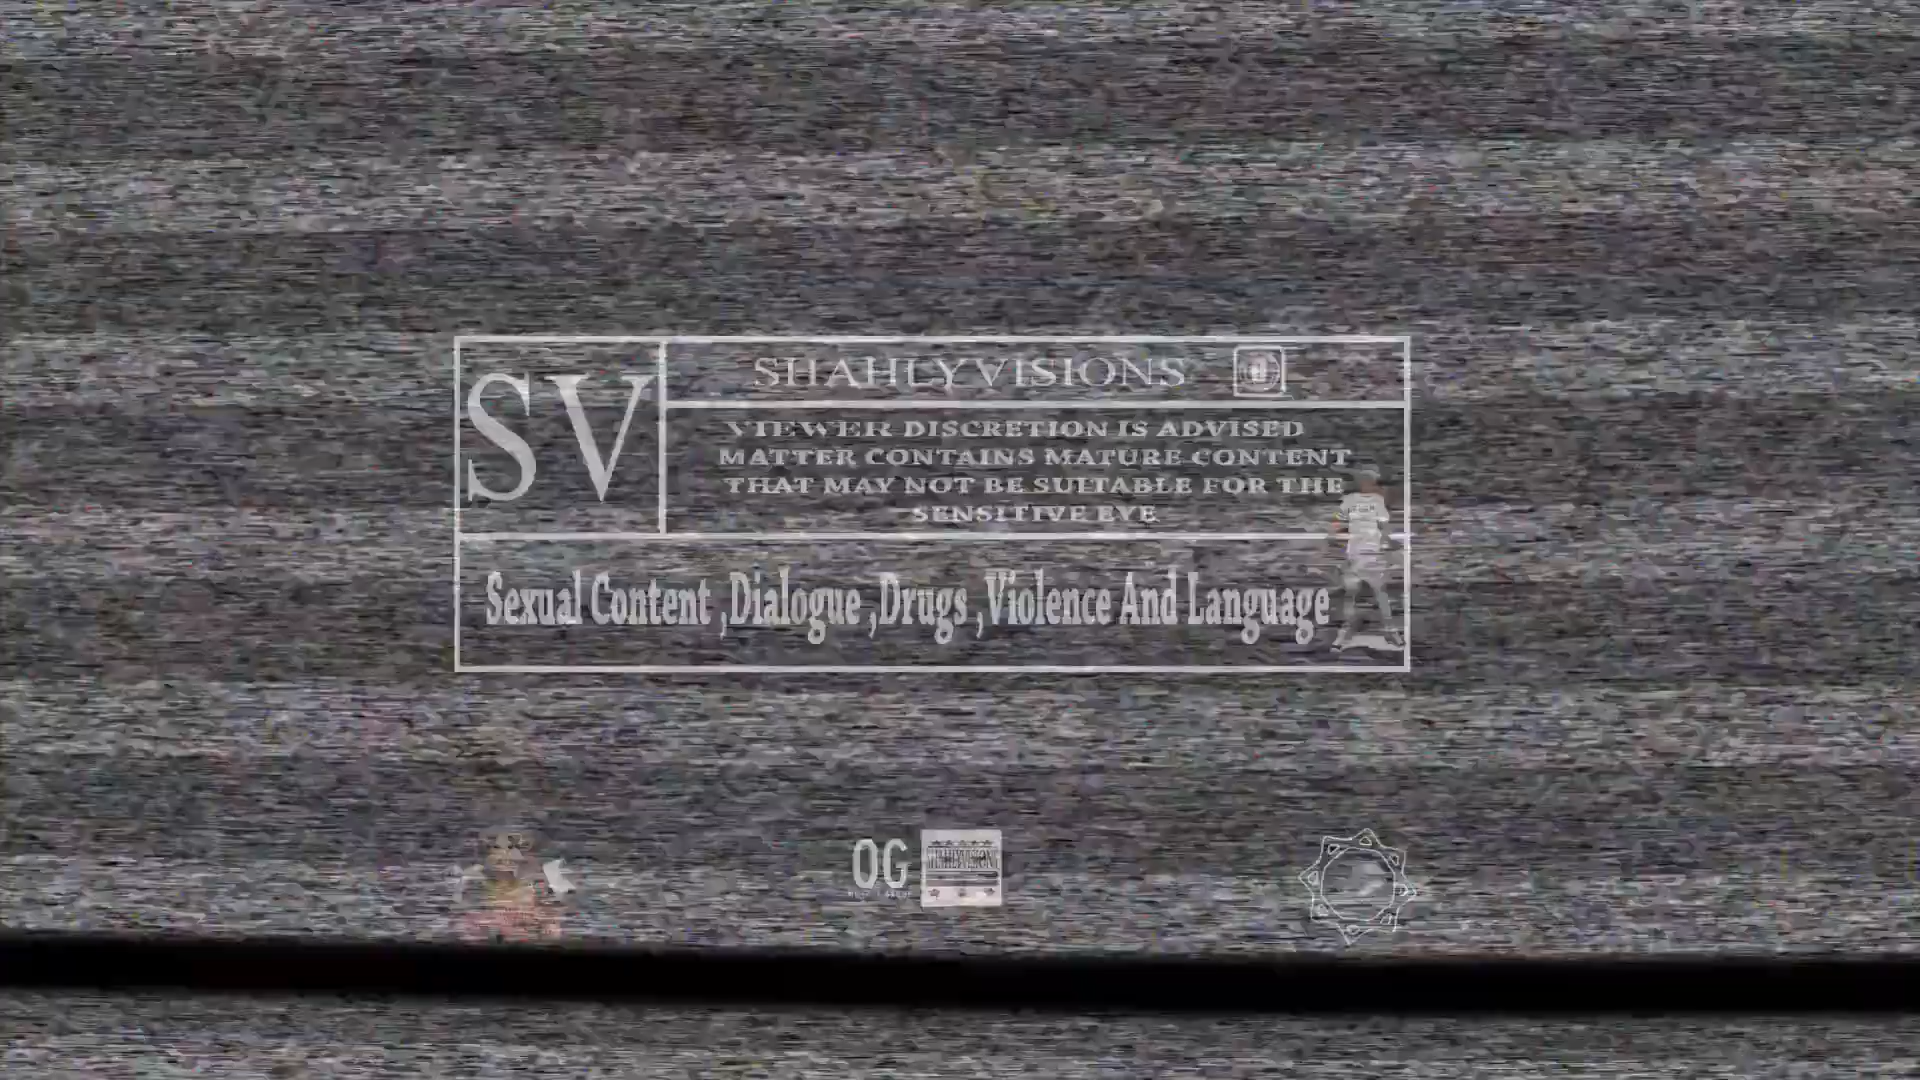 SV
SHAHLYVISIONS
VIEWER DISCRETION IS ADVISED
MATTER CONTAINS MATURE CONTENT
THAT MAY NOT BE SUITABLE FOR THE
SENSITIVE EYE
Sexual Content ,Dialogue ,Drugs ,Violence And Language
OG
SHAHLYVISIONS